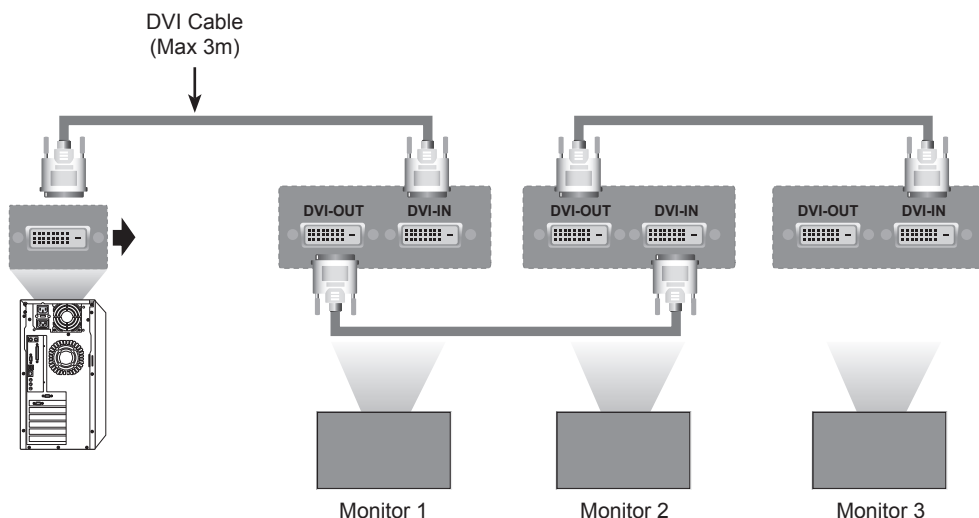 DVI Cable
(Max 3m)
DVI-OUT DVI-IN
DVI-OUT DVI-IN
DVI-OUT DVI-IN
Monitor 1
Monitor 2
Monitor 3